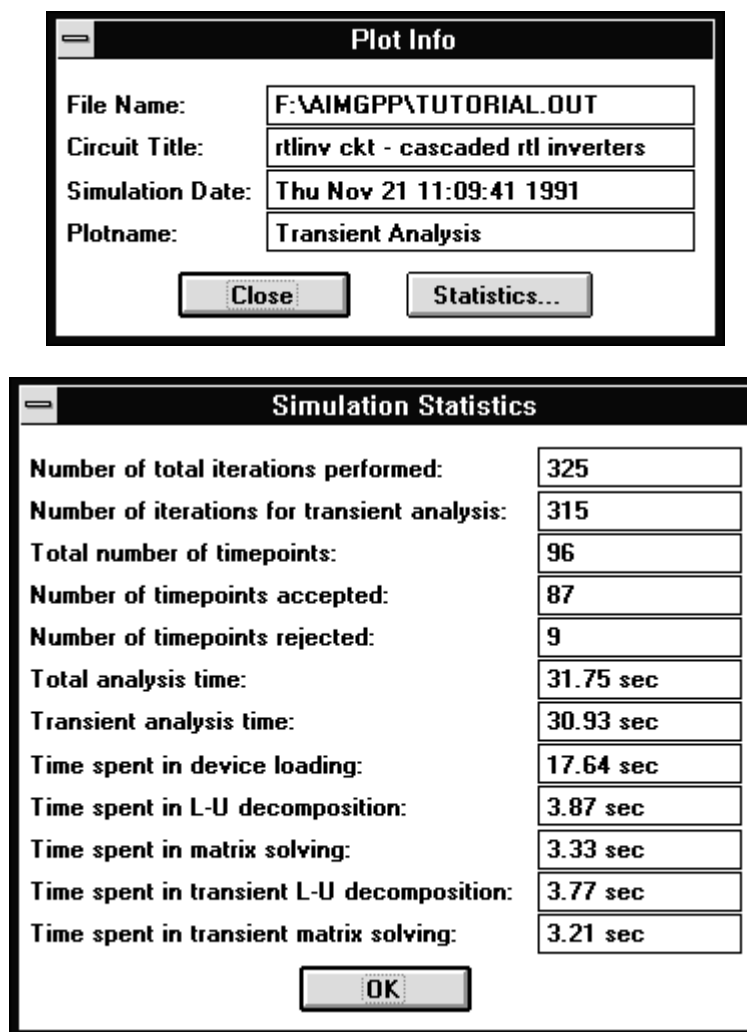 Plot Info
File Name: F:\AIMGPP\TUTORIAL.OUT
Circuit Title: rtlinv ckt - cascaded rtl inverters
Simulation Date: Thu Nov 21 11:09:41 1991
Plotname: Transient Analysis
Close Statistics...
Simulation Statistics
Number of total iterations performed: 325
Number of iterations for transient analysis: 315
Total number of timepoints: 96
Number of timepoints accepted: 87
Number of timepoints rejected: 9
Total analysis time: 31.75 sec
Transient analysis time: 30.93 sec
Time spent in device loading: 17.64 sec
Time spent in L-U decomposition: 3.87 sec
Time spent in matrix solving: 3.33 sec
Time spent in transient L-U decomposition: 3.77 sec
Time spent in transient matrix solving: 3.21 sec
OK